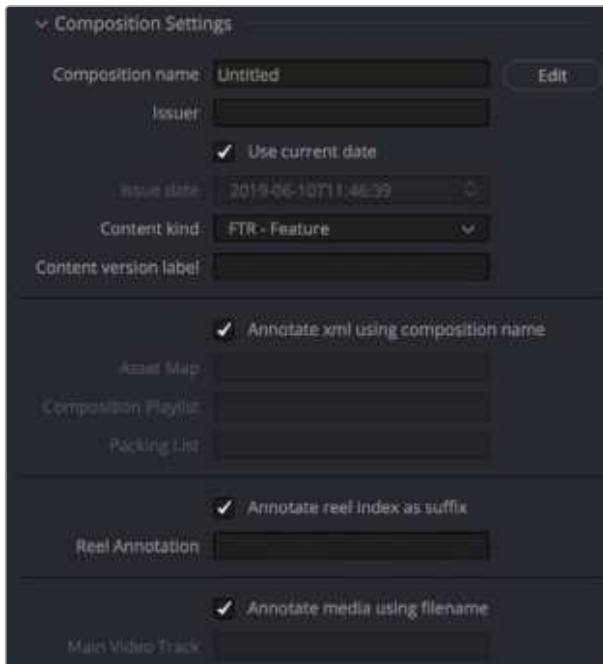 Composition Settings
Composition name Untitled Edit
Issuer
Use current date
Issue date 2019-06-10T11:46:39
Content kind FTR - Feature
Content version label
Annotate xml using composition name
Asset Map
Composition Playlist
Packing List
Annotate reel index as suffix
Reel Annotation
Annotate media using filename
Main Video Track